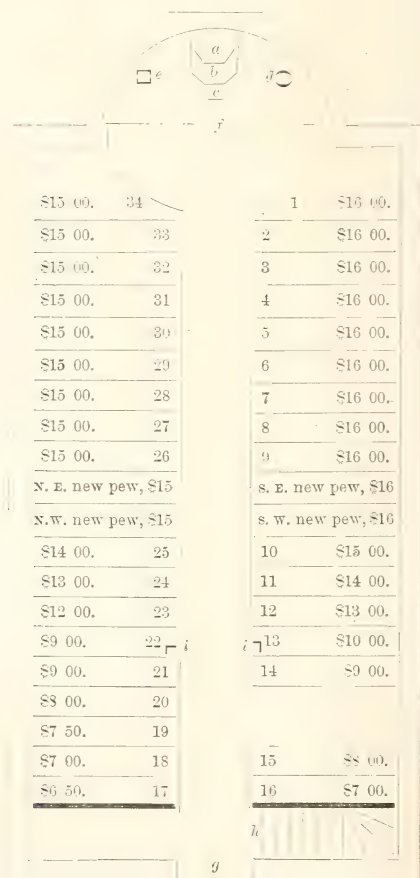 a
b
c
e d
f
$15 00. 34 1 $16 00.
$15 00. 33 2 $16 00.
$15 00. 32 3 $16 00.
$15 00. 31 4 $16 00.
$15 00. 30 5 $16 00.
$15 00. 29 6 $16 00.
$15 00. 28 7 $16 00.
$15 00. 27 8 $16 00.
$15 00. 26 9 $16 00.
N. E. new pew, $15 S. E. new pew, $16
N.W. new pew, $15 S. W. new pew, $16
$14 00. 25 10 $15 00.
$13 00. 24 11 $14 00.
$12 00. 23 12 $13 00.
$9 00. 22 i i 13 $10 00.
$9 00. 21 14 $9 00.
$8 00. 20
$7 50. 19
$7 00. 18 15 $8 00.
$6 50. 17 16 $7 00.
h
g